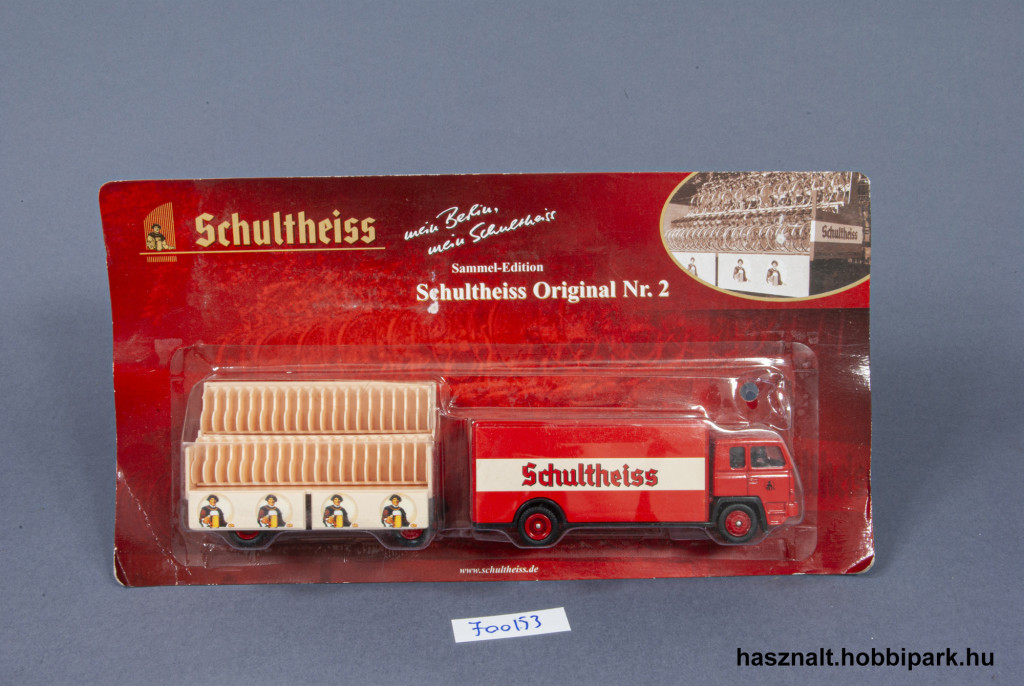 Schultheiss
mein Berlin,
mein Schultheiss
Sammel-Edition
Schultheiss Original Nr. 2
Schultheiss
Schultheiss
www.schultheiss.de
700153
hasznalt.hobbipark.hu